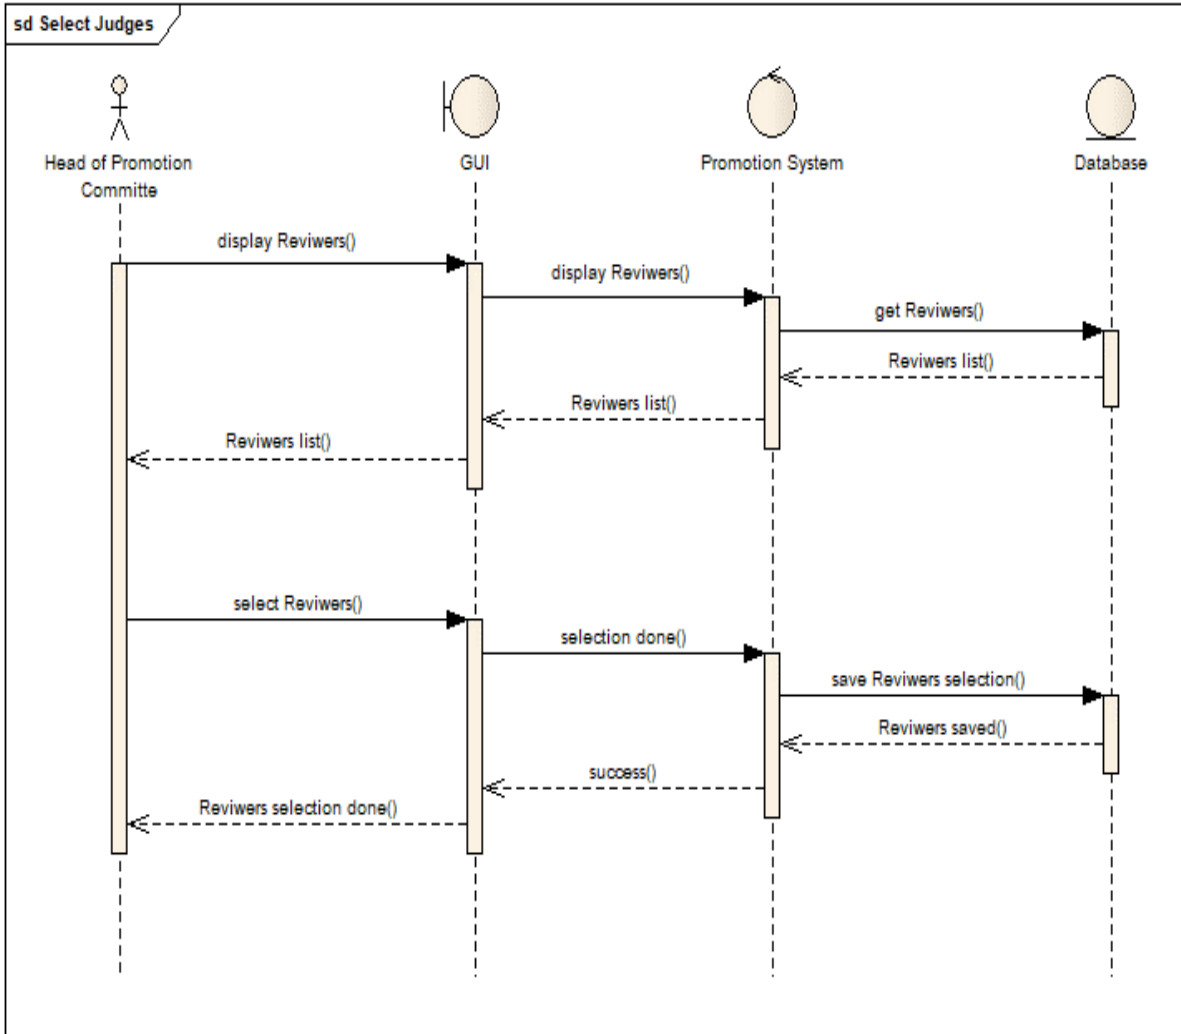 sd Select Judges
Head of Promotion
Committe
GUI
Promotion System
Database
display Reviwers()
display Reviwers()
get Reviwers()
Reviwers list()
Reviwers list()
Reviwers list()
select Reviwers()
selection done()
save Reviwers selection()
Reviwers saved()
success()
Reviwers selection done()